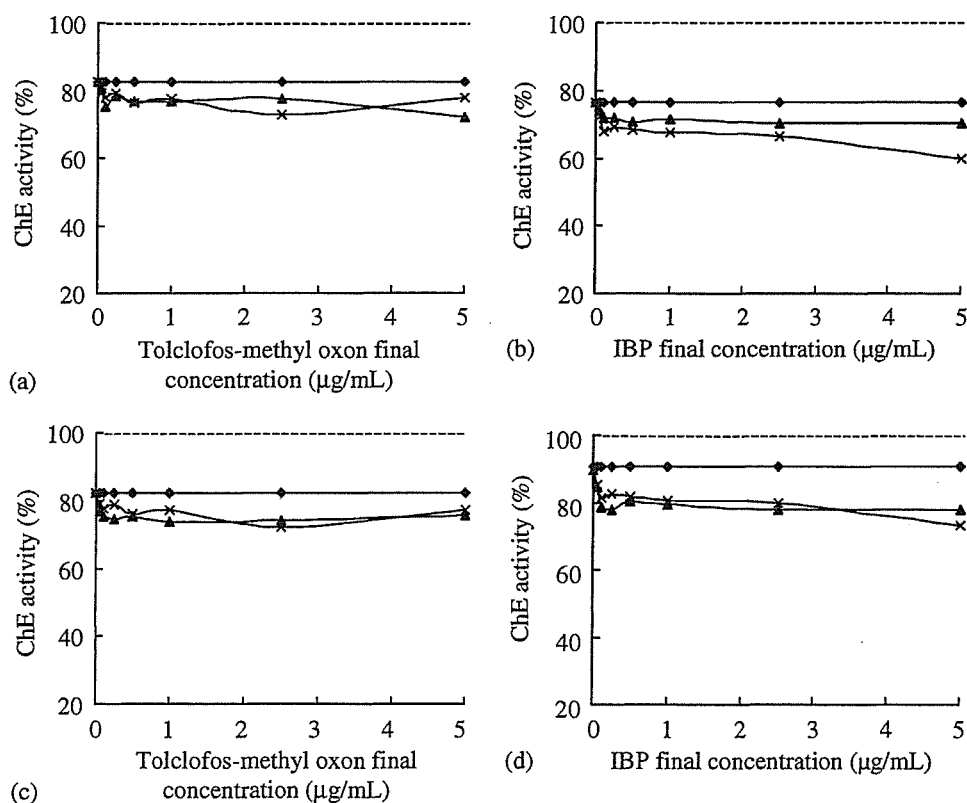 ChE activity (%)
100
80
60
40
20
0 1 2 3 4 5
Tolclofos-methyl oxon final
concentration (μg/mL)
(a)
ChE activity (%)
100
80
60
40
20
0 1 2 3 4 5
IBP final concentration (μg/mL)
(b)
ChE activity (%)
100
80
60
40
20
0 1 2 3 4 5
Tolclofos-methyl oxon final
concentration (μg/mL)
(c)
ChE activity (%)
100
80
60
40
20
0 1 2 3 4 5
IBP final concentration (μg/mL)
(d)